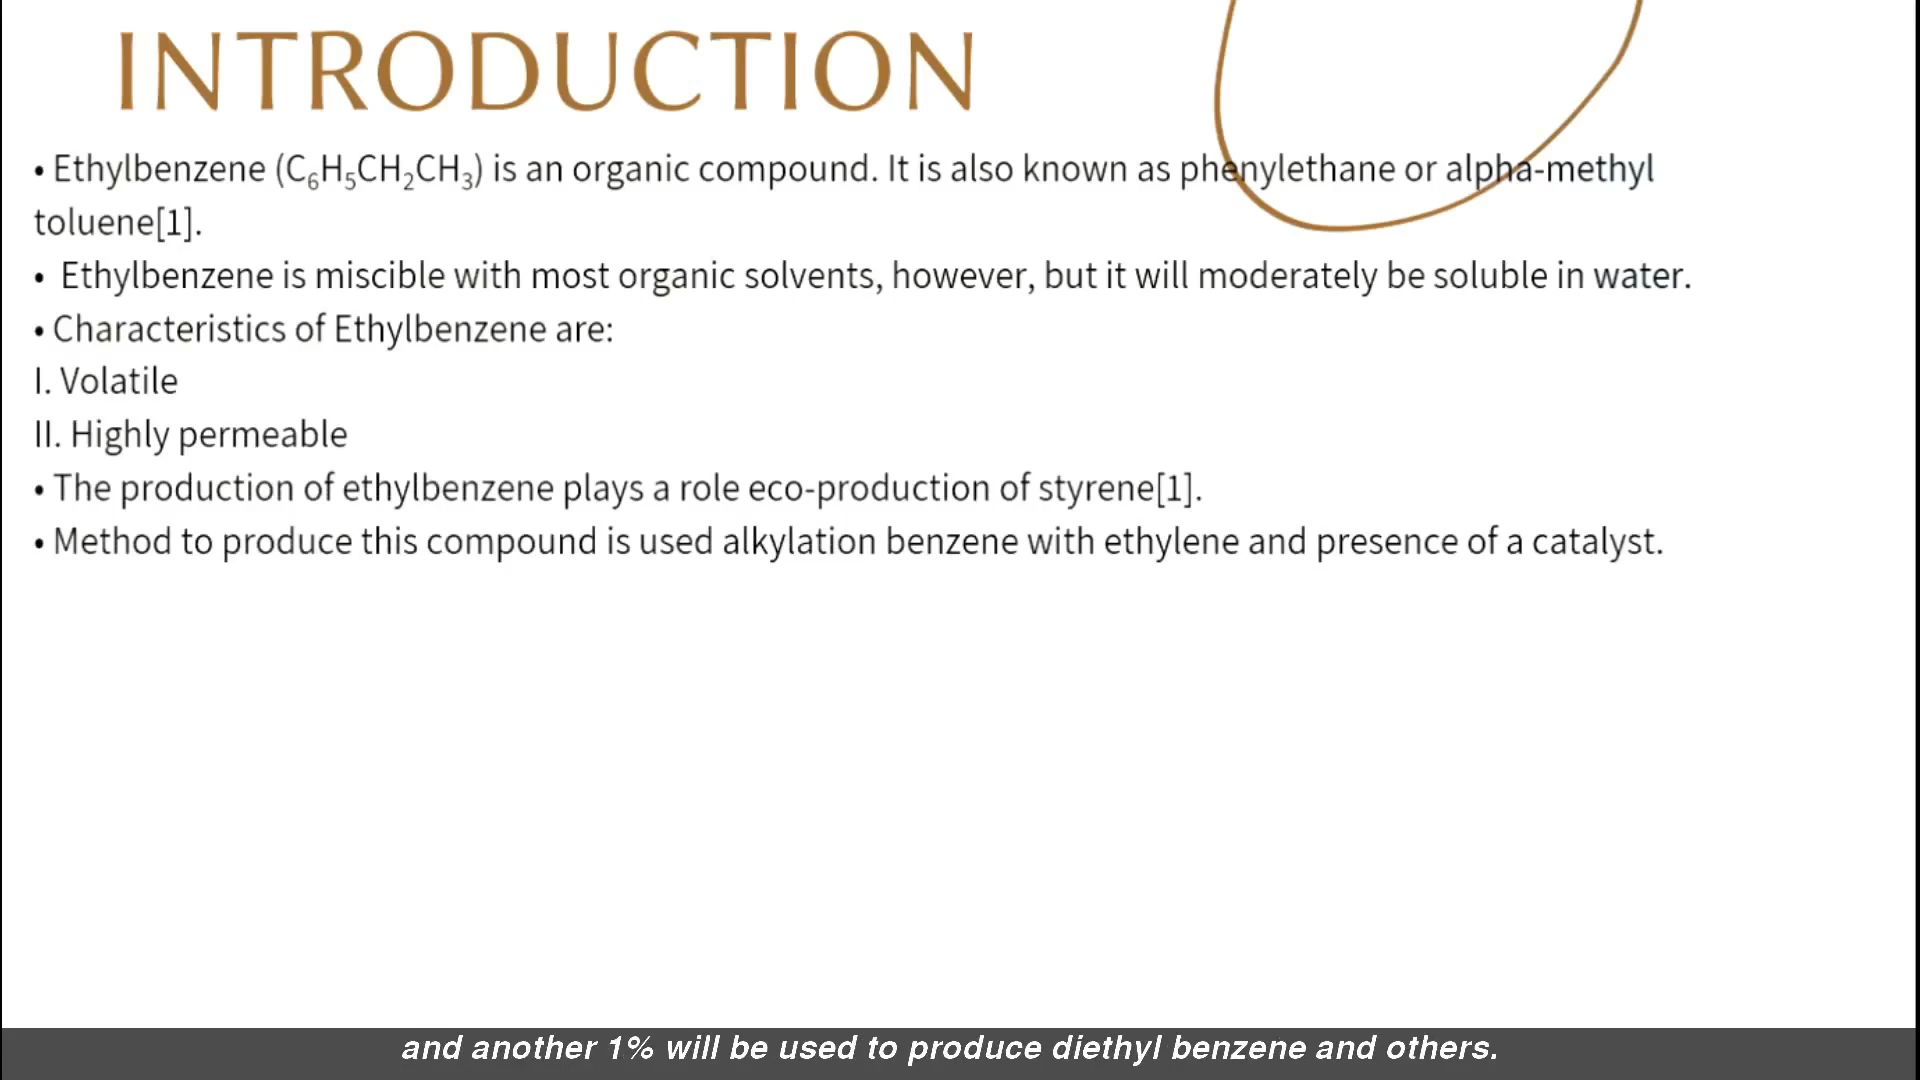 INTRODUCTION
• Ethylbenzene (C₆H₅CH₂CH₃) is an organic compound. It is also known as phenylethane or alpha-methyl
toluene[1].
• Ethylbenzene is miscible with most organic solvents, however, but it will moderately be soluble in water.
• Characteristics of Ethylbenzene are:
I. Volatile
II. Highly permeable
• The production of ethylbenzene plays a role eco-production of styrene[1].
• Method to produce this compound is used alkylation benzene with ethylene and presence of a catalyst.
and another 1% will be used to produce diethyl benzene and others.